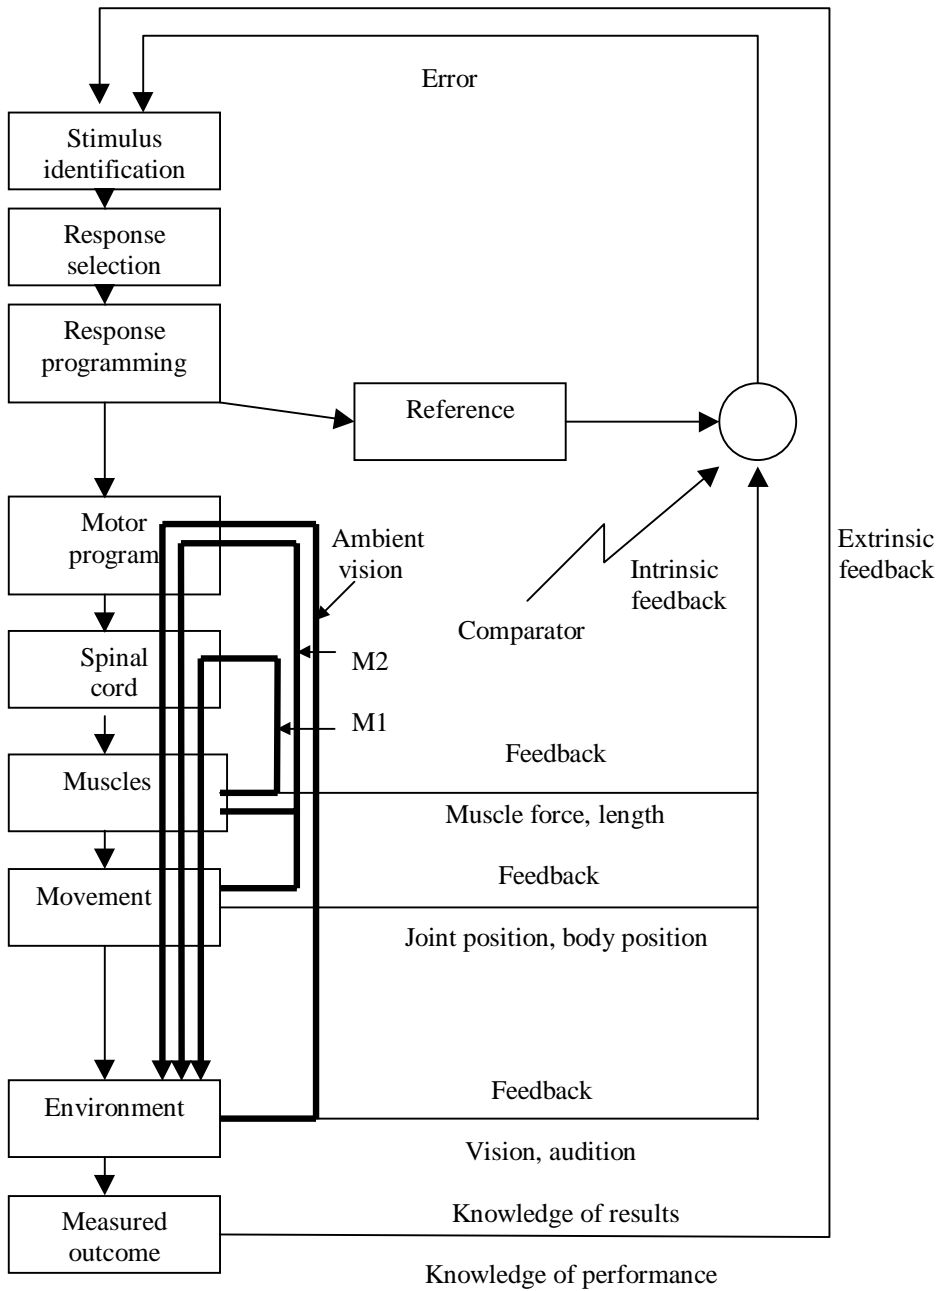 Error
Stimulus
identification
Response
selection
Response
programming
Reference
Motor
program
Ambient
vision
Extrinsic
feedback
Intrinsic
feedback
Comparator
Spinal
cord
M2
M1
Feedback
Muscles
Muscle force, length
Feedback
Movement
Joint position, body position
Feedback
Environment
Vision, audition
Knowledge of results
Measured
outcome
Knowledge of performance